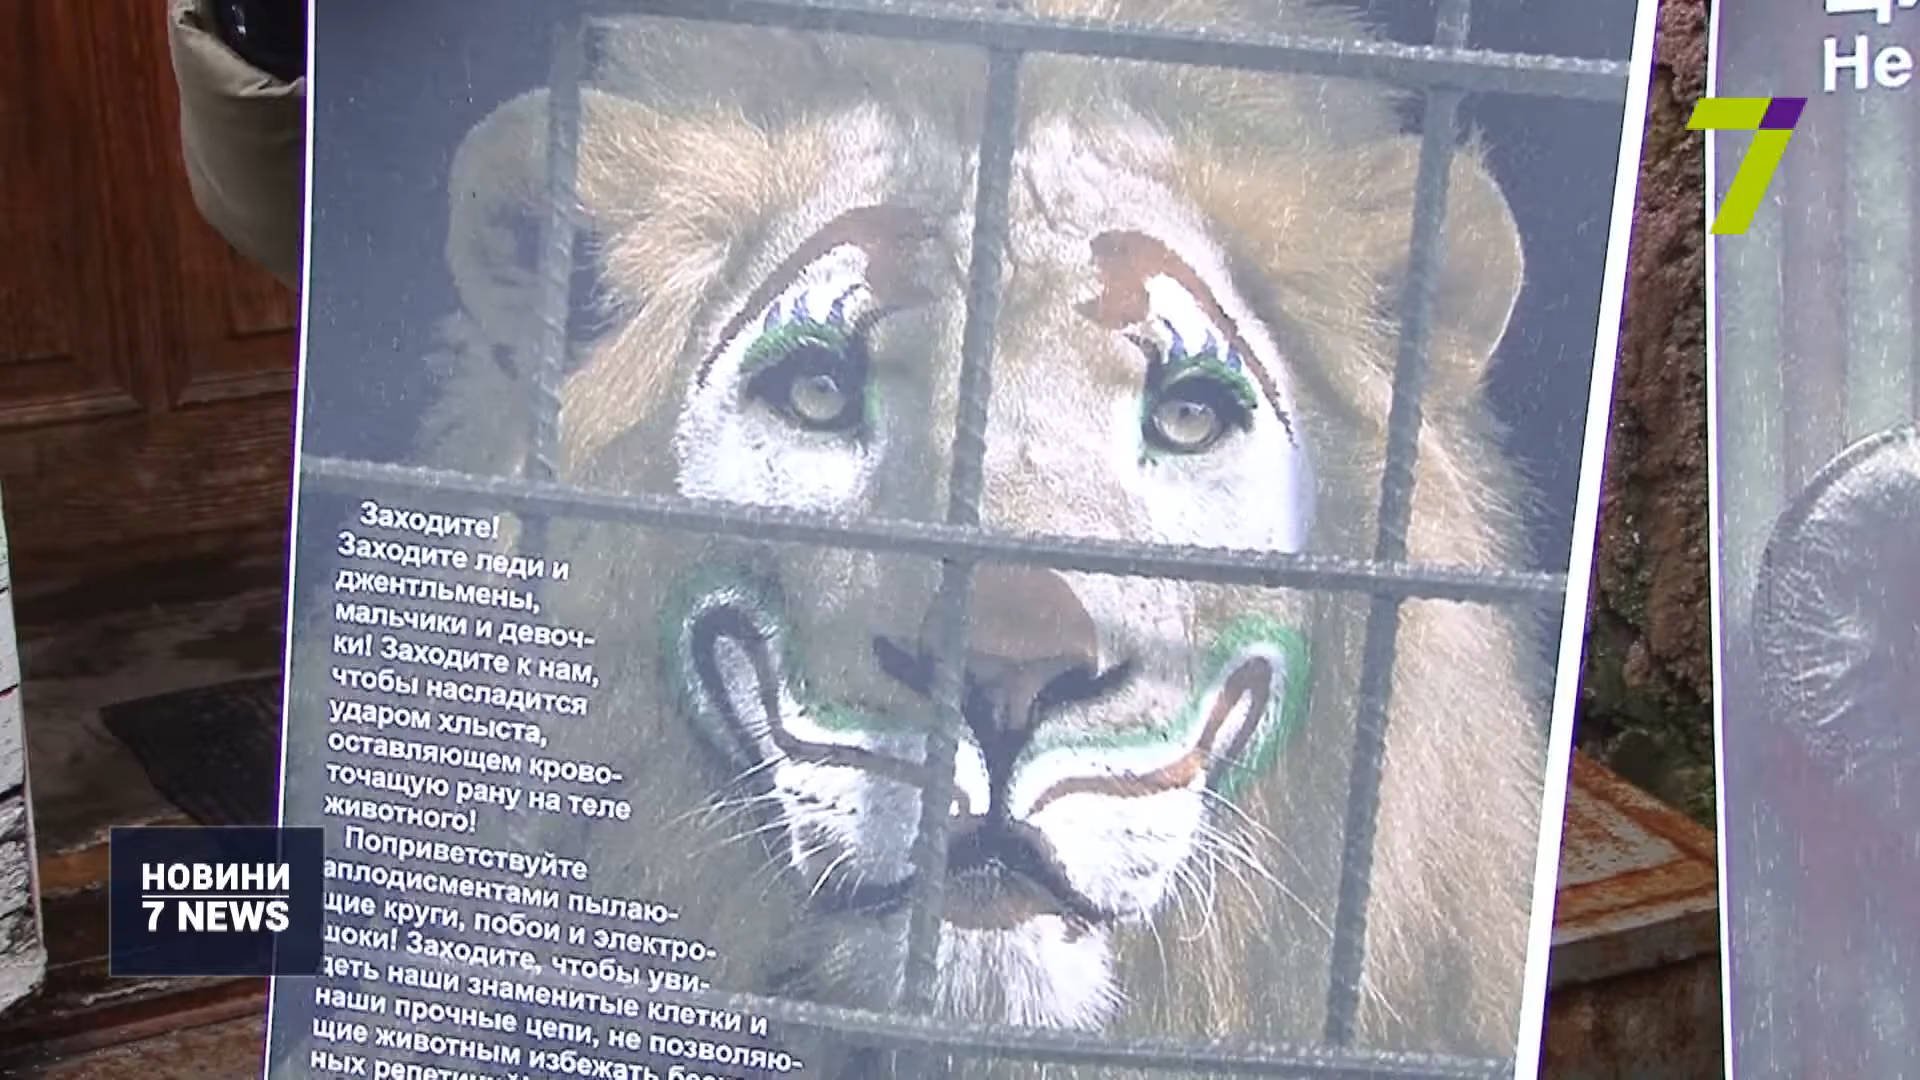 Не
7
Заходите!
Заходите леди и
джентльмены,
мальчики и девоч-
ки! Заходите к нам,
чтобы насладится
ударом хлыста,
оставляющем крово-
точащую рану на теле
животного!
Поприветствуйте
аплодисментами пылаю-
щие круги, побои и электро-
шоки! Заходите, чтобы уви-
деть наши знаменитые клетки и
наши прочные цепи, не позволяю-
щие животным избежать
ных
НОВИНИ
7 NEWS